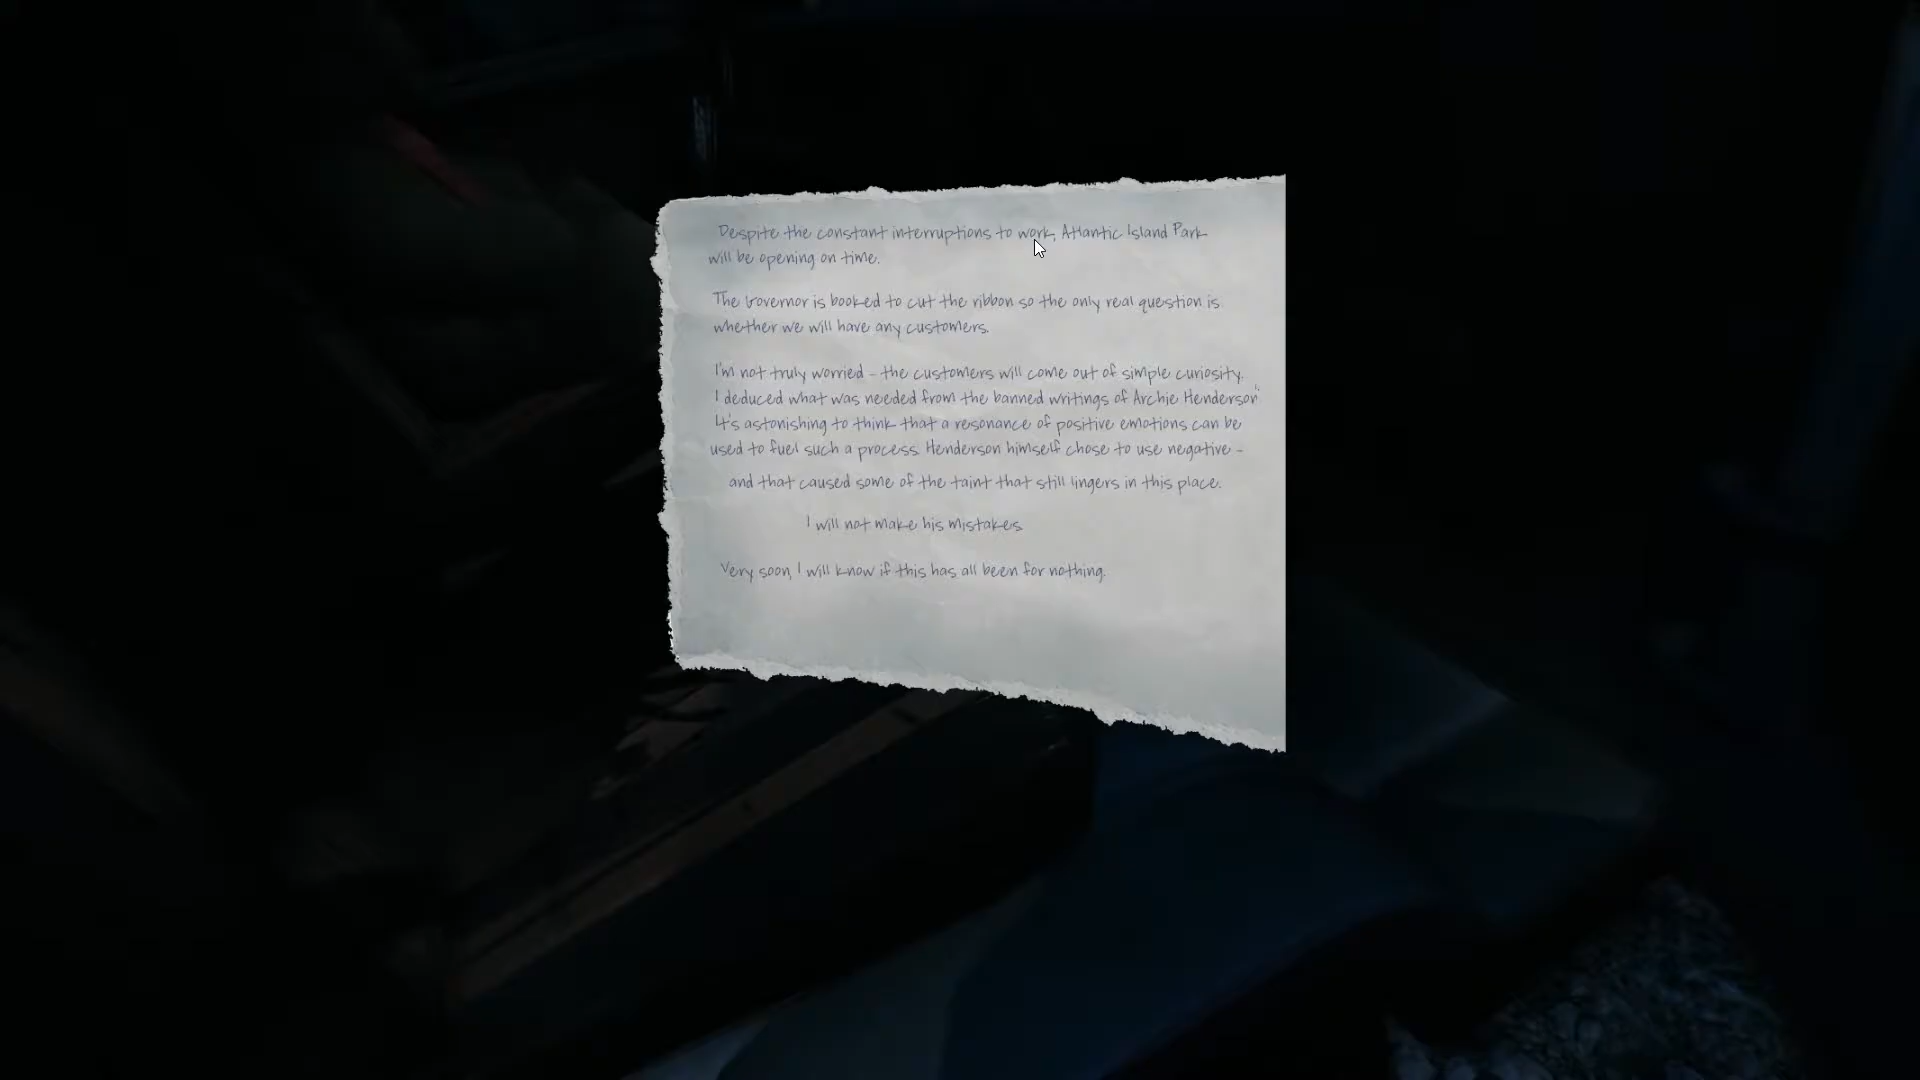 Despite the constant interruptions to work, Atlantic Island Park
will be opening on time.
The Governor is booked to cut the ribbon so the only real question is
whether we will have any customers.
I'm not truly worried - the customers will come out of simple curiosity.
I deduced what was needed from the banned writings of Archie Henderson.
It's astonishing to think that a resonance of positive emotions can be
used to fuel such a process. Henderson himself chose to use negative -
and that caused some of the taint that still lingers in this place.
I will not make his mistakes.
Very soon, I will know if this has all been for nothing.